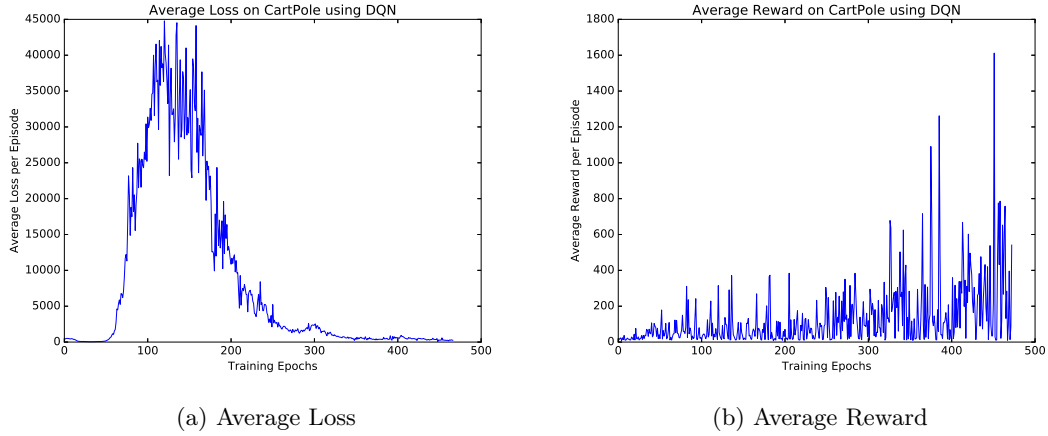 Average Loss on CartPole using DQN
45000
40000
35000
30000
25000
20000
15000
10000
5000
0
Average Loss per Episode
0 100 200 300 400 500
Training Epochs
(a) Average Loss
Average Reward on CartPole using DQN
1800
1600
1400
1200
1000
800
600
400
200
0
Average Reward per Episode
0 100 200 300 400 500
Training Epochs
(b) Average Reward